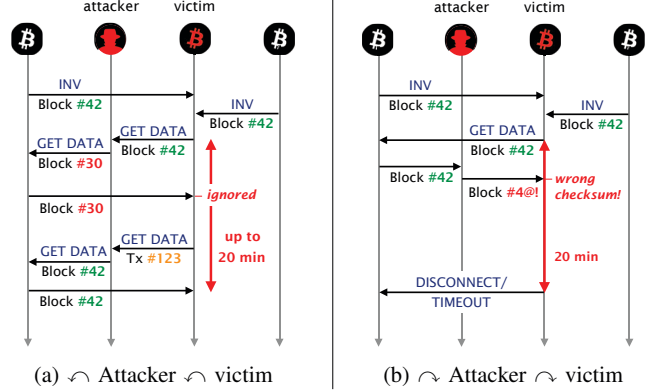 attacker victim
INV
Block #42
INV
Block #42
GET DATA
Block #42
GET DATA
Block #30
ignored
Block #30
up to
20 min
GET DATA
Tx #123
GET DATA
Block #42
Block #42
(a) ↶ Attacker ↶ victim
attacker victim
INV
Block #42
INV
Block #42
GET DATA
Block #42
Block #42
wrong
checksum!
Block #4@!
20 min
DISCONNECT/
TIMEOUT
(b) ↷ Attacker ↷ victim